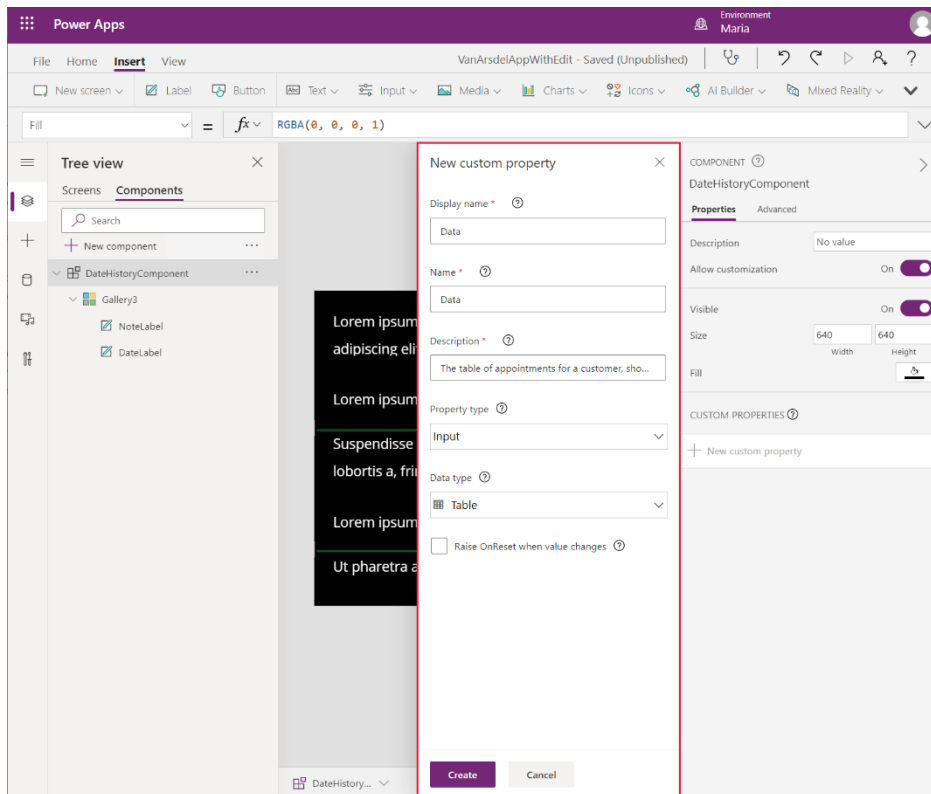 Power Apps
Environment
Maria
File Home Insert View
VanArsdelAppWithEdit - Saved (Unpublished)
New screen Label Button Text Input Media Charts Icons AI Builder Mixed Reality
Fill = fx RGBA(0, 0, 0, 1)
Tree view
Screens Components
Search
New component
DateHistoryComponent
Gallery3
NoteLabel
DateLabel
Lorem ipsum
adipiscing eli
Lorem ipsum
Suspendisse
lobortis a, frin
Lorem ipsum
Ut pharetra a
DateHistory...
New custom property
Display name *
Data
Name *
Data
Description *
The table of appointments for a customer, sho...
Property type
Input
Data type
Table
Raise OnReset when value changes
Create Cancel
COMPONENT
DateHistoryComponent
Properties Advanced
Description No value
Allow customization On
Visible On
Size 640 640
Width Height
Fill
CUSTOM PROPERTIES
New custom property